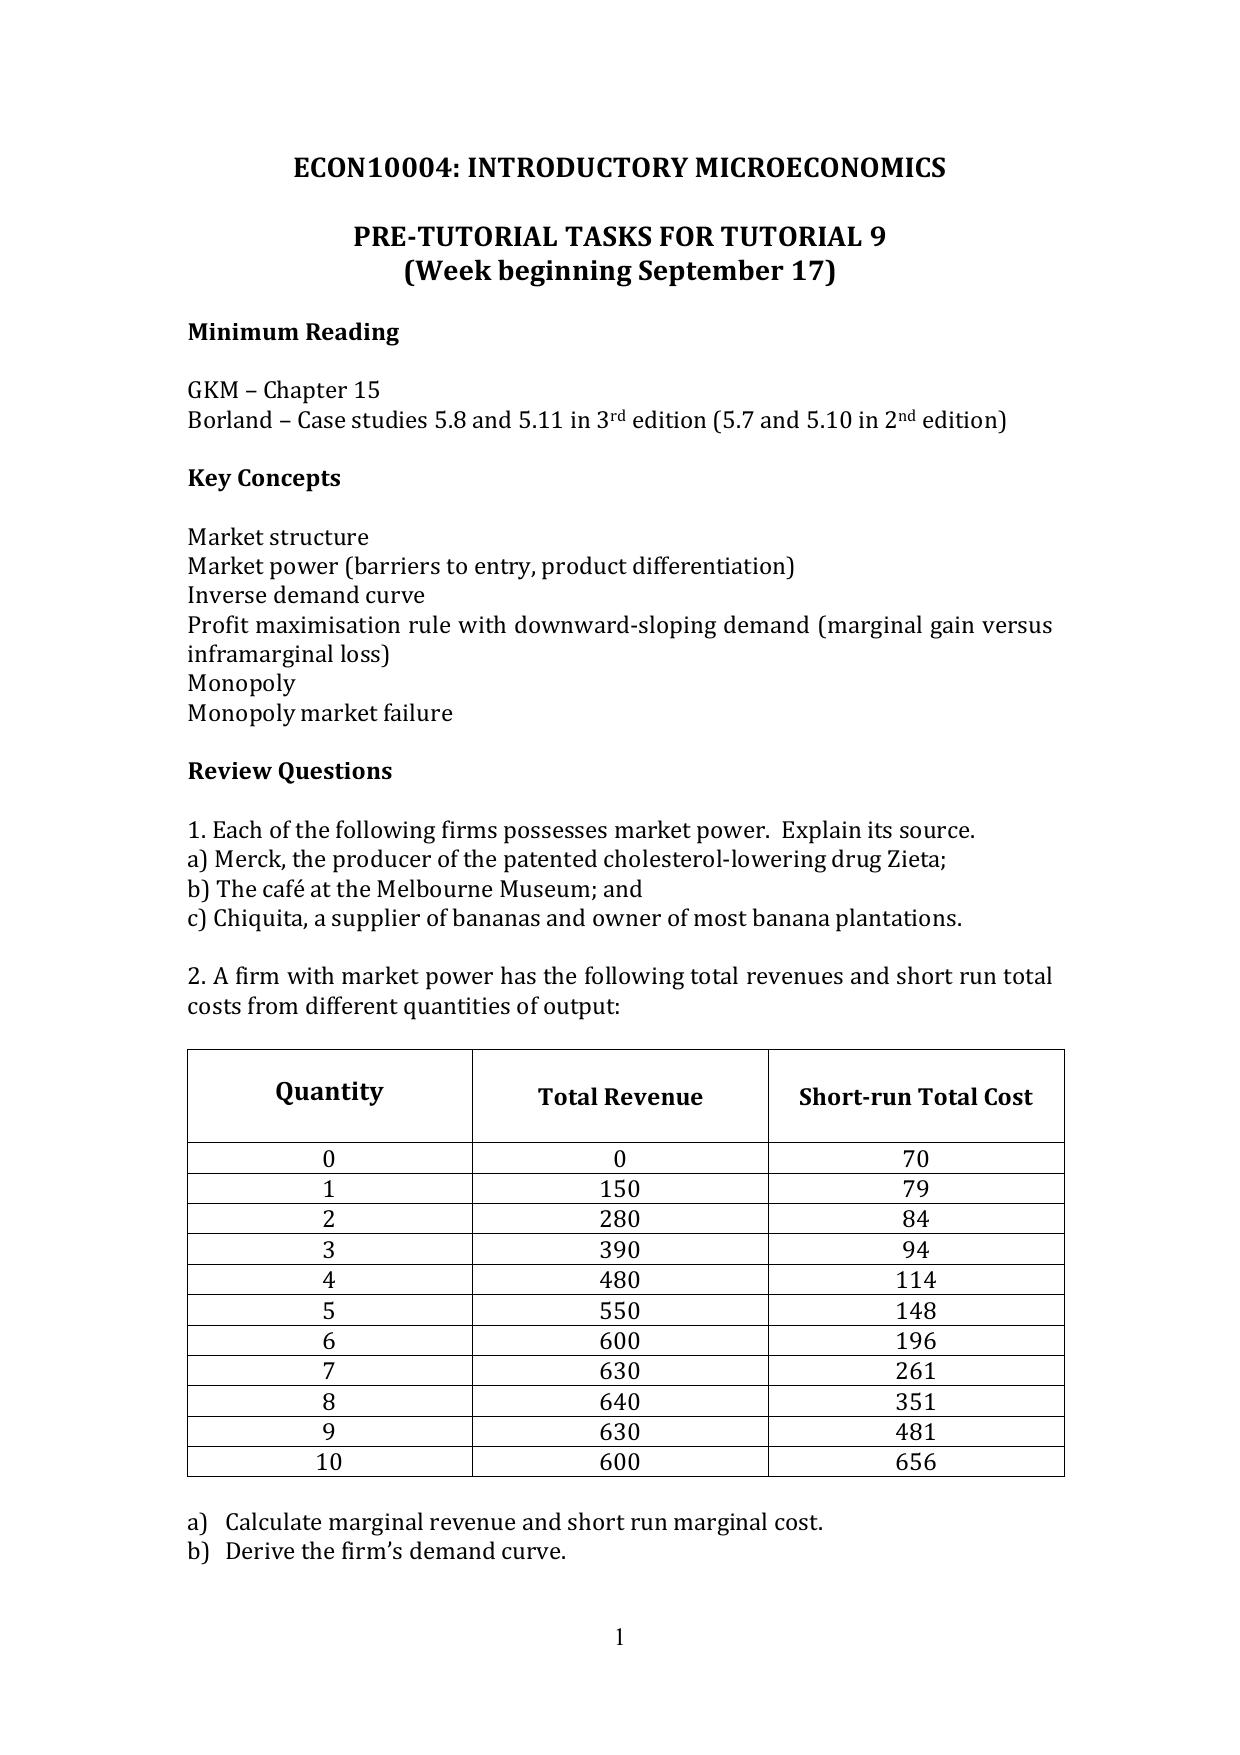 ECON10004: INTRODUCTORY MICROECONOMICS
PRE-TUTORIAL TASKS FOR TUTORIAL 9
(Week beginning September 17)
Minimum Reading
GKM – Chapter 15
Borland – Case studies 5.8 and 5.11 in 3rd edition (5.7 and 5.10 in 2nd edition)
Key Concepts
Market structure
Market power (barriers to entry, product differentiation)
Inverse demand curve
Profit maximisation rule with downward-sloping demand (marginal gain versus
inframarginal loss)
Monopoly
Monopoly market failure
Review Questions
1. Each of the following firms possesses market power.  Explain its source.
a) Merck, the producer of the patented cholesterol-lowering drug Zieta;
b) The café at the Melbourne Museum; and
c) Chiquita, a supplier of bananas and owner of most banana plantations.
2. A firm with market power has the following total revenues and short run total
costs from different quantities of output:
Quantity Total Revenue Short-run Total Cost
0 0 70
1 150 79
2 280 84
3 390 94
4 480 114
5 550 148
6 600 196
7 630 261
8 640 351
9 630 481
10 600 656
a) Calculate marginal revenue and short run marginal cost.
b) Derive the firm’s demand curve.
1